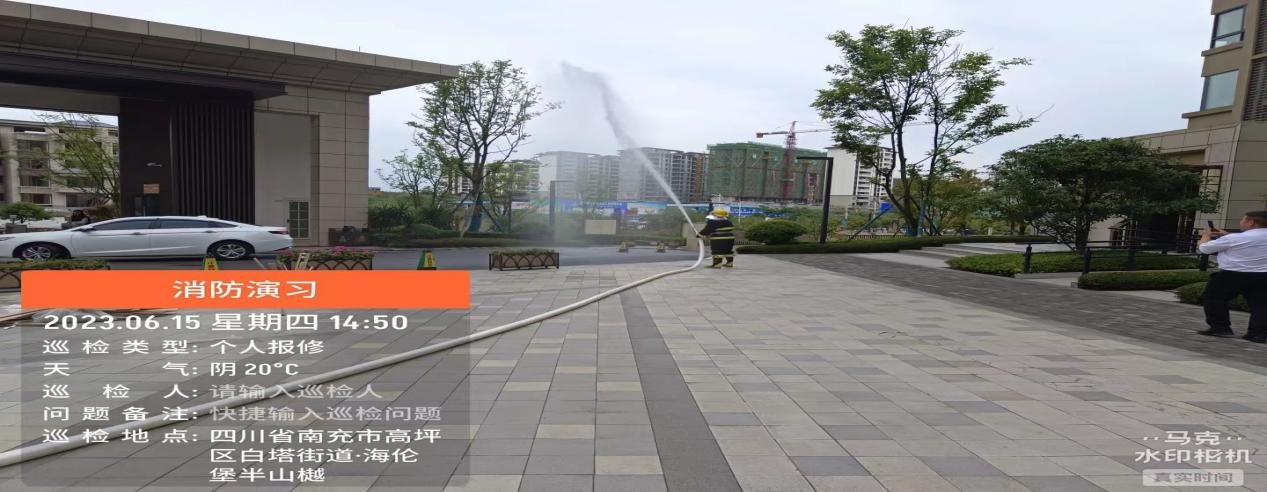 消防演习
2023.06.15 星期四 14:50
巡检类型: 个人报修
天气: 阴 20°C
巡检人: 请输入巡检人
问题备注: 快捷输入巡检问题
巡检地点: 四川省南充市高坪
区白塔街道·海伦
堡半山樾
马克
水印相机
真实时间